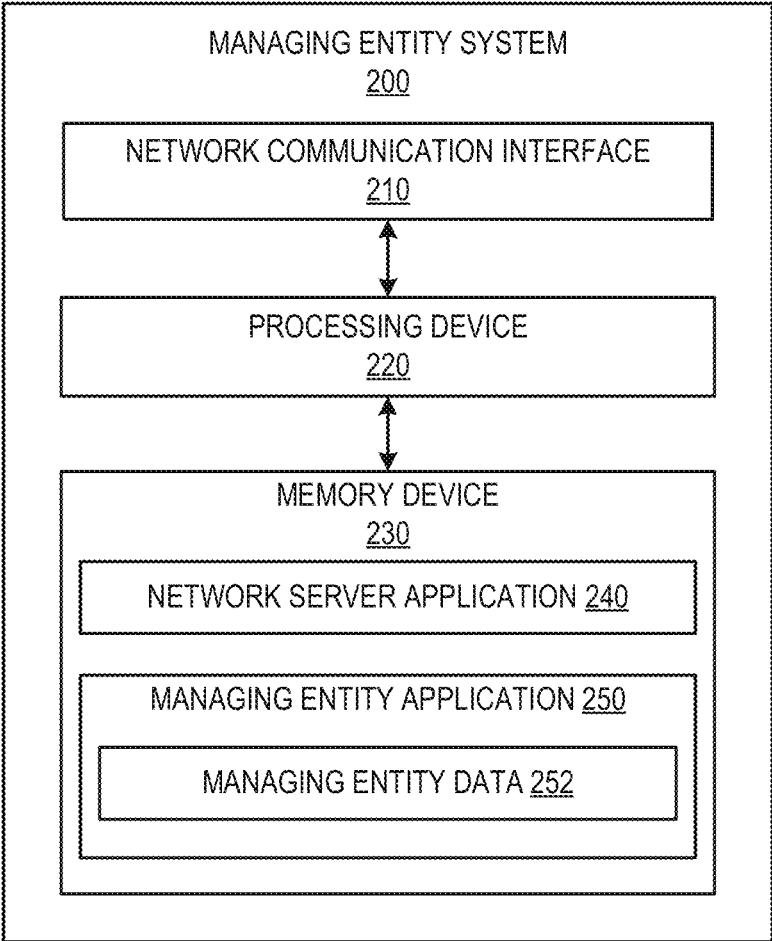 MANAGING ENTITY SYSTEM
200
NETWORK COMMUNICATION INTERFACE
210
PROCESSING DEVICE
220
MEMORY DEVICE
230
NETWORK SERVER APPLICATION 240
MANAGING ENTITY APPLICATION 250
MANAGING ENTITY DATA 252